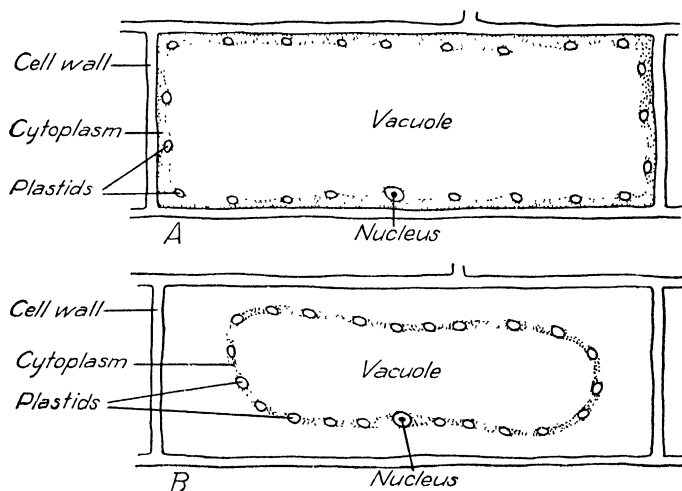 Cell wall
Cytoplasm
Vacuole
Plastids
A
Nucleus
Cell wall
Cytoplasm
Vacuole
Plastids
B
Nucleus